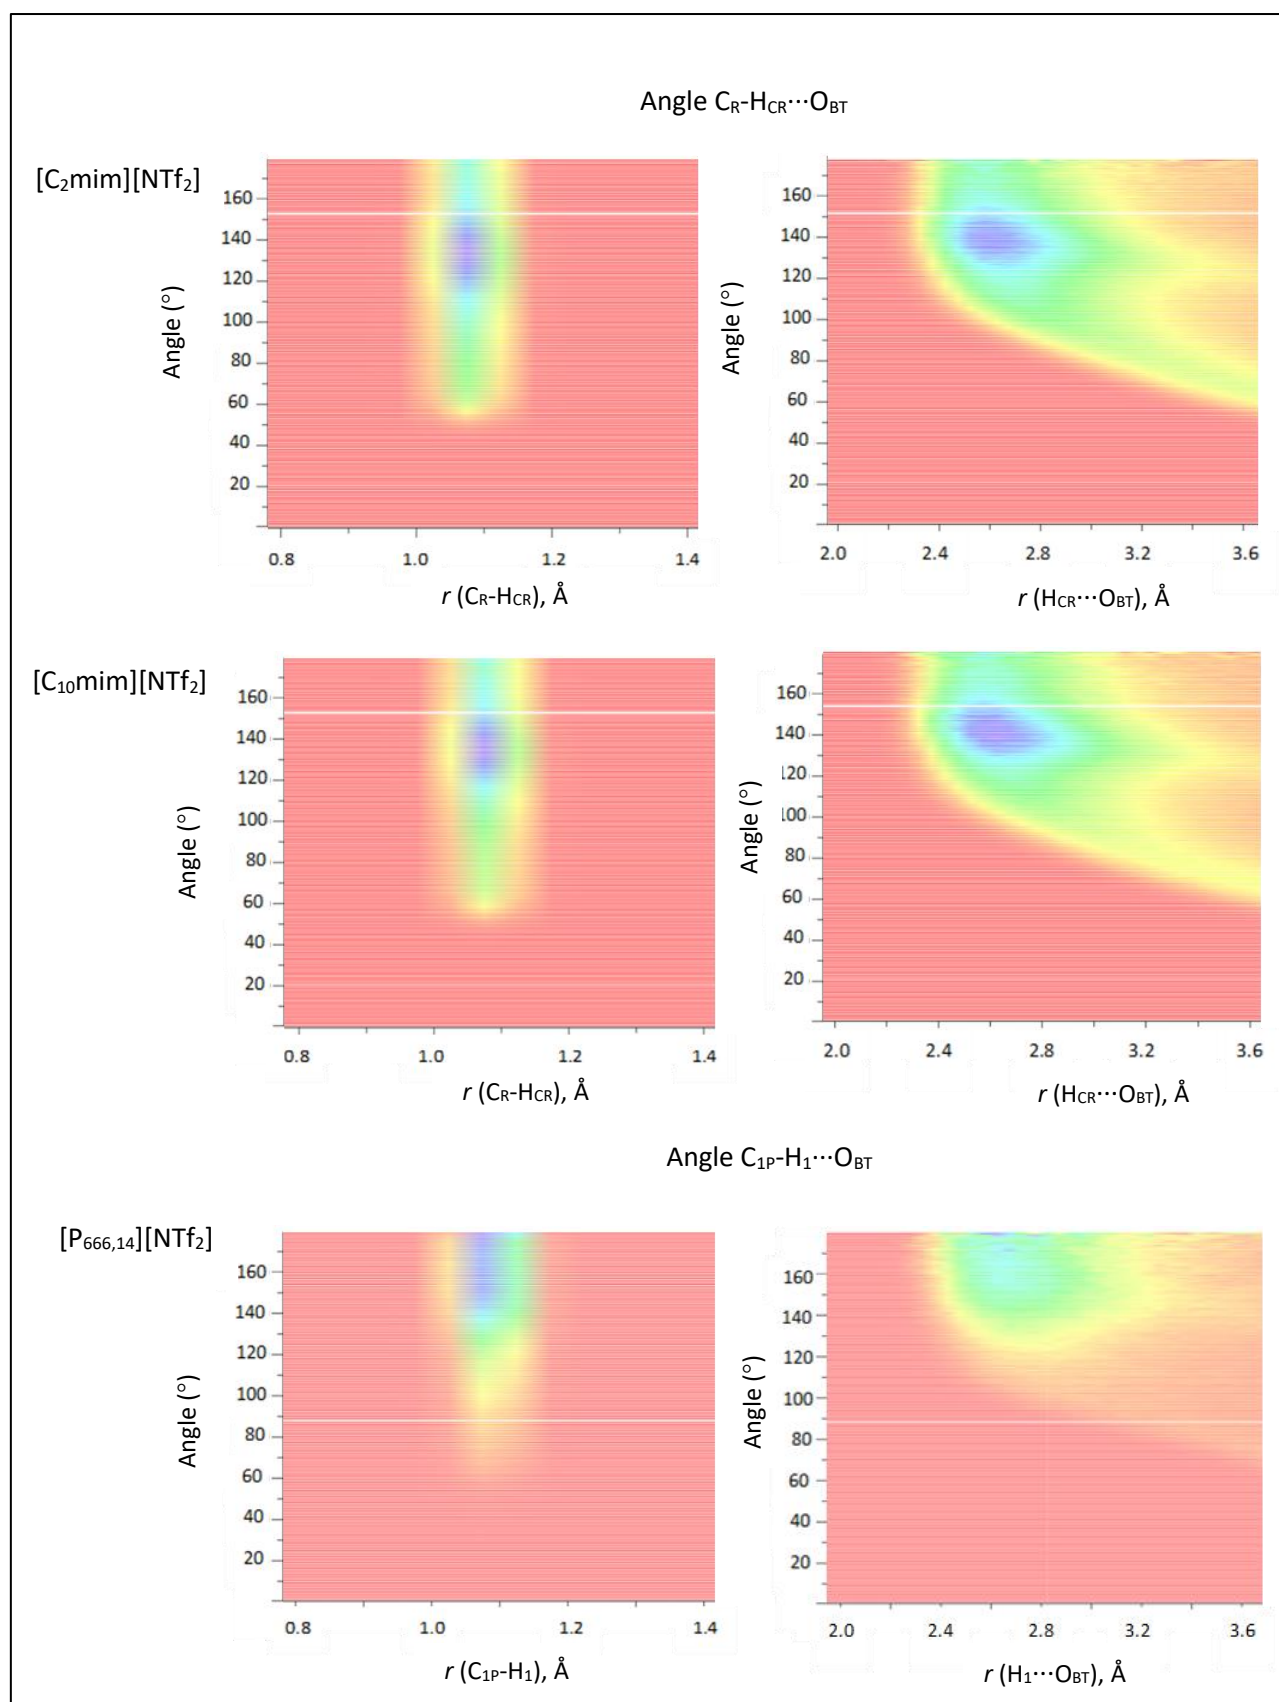 Angle CR-HCR···OBT
[C2mim][NTf2]
Angle (°)
160
140
120
100
80
60
40
20
0.8 1.0 1.2 1.4
r (CR-HCR), Å
Angle (°)
160
140
120
100
80
60
40
20
2.0 2.4 2.8 3.2 3.6
r (HCR···OBT), Å
[C10mim][NTf2]
Angle (°)
160
140
120
100
80
60
40
20
0.8 1.0 1.2 1.4
r (CR-HCR), Å
Angle (°)
160
140
120
100
80
60
40
20
2.0 2.4 2.8 3.2 3.6
r (HCR···OBT), Å
Angle C1P-H1···OBT
[P666,14][NTf2]
Angle (°)
160
140
120
100
80
60
40
20
0.8 1.0 1.2 1.4
r (C1P-H1), Å
Angle (°)
160
140
120
100
80
60
40
20
2.0 2.4 2.8 3.2 3.6
r (H1···OBT), Å